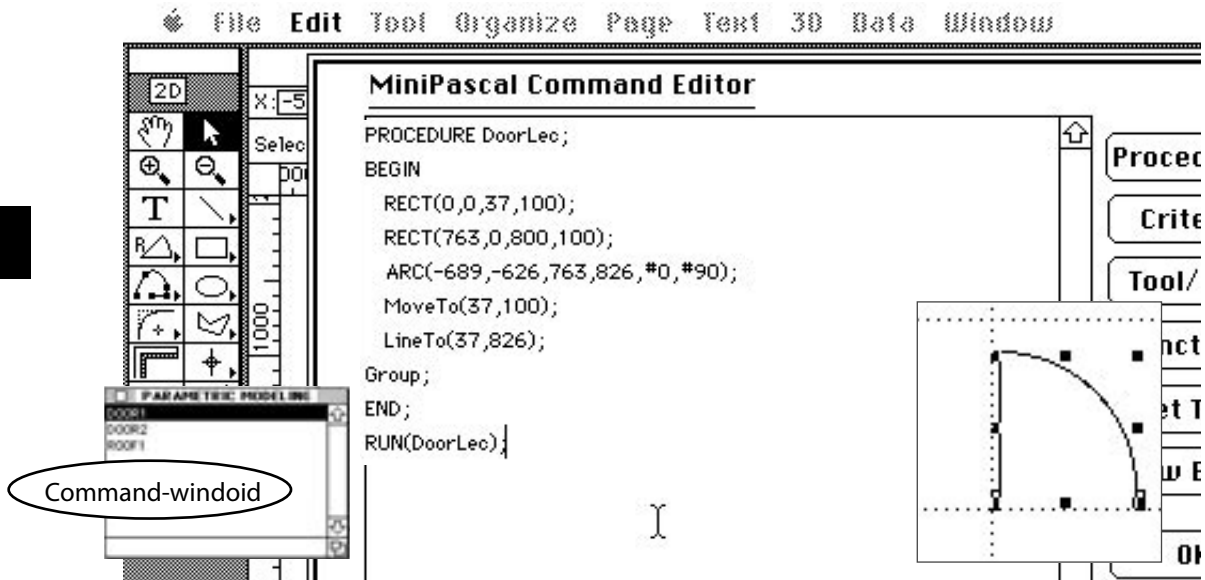 File Edit Tool Organize Page Text 3D Data Window
2D
X: -5
Selec
MiniPascal Command Editor
PROCEDURE DoorLec;
BEGIN
RECT(0,0,37,100);
RECT(763,0,800,100);
ARC(-689,-626,763,826,#0,#90);
MoveTo(37,100);
LineTo(37,826);
Group;
END;
RUN(DoorLec);
Proced
Crite
Tool/
nct
et T
w E
T
R
1000
PARAMETRIC MODELING
DOOR1
DOOR2
ROOF1
Command-windoid